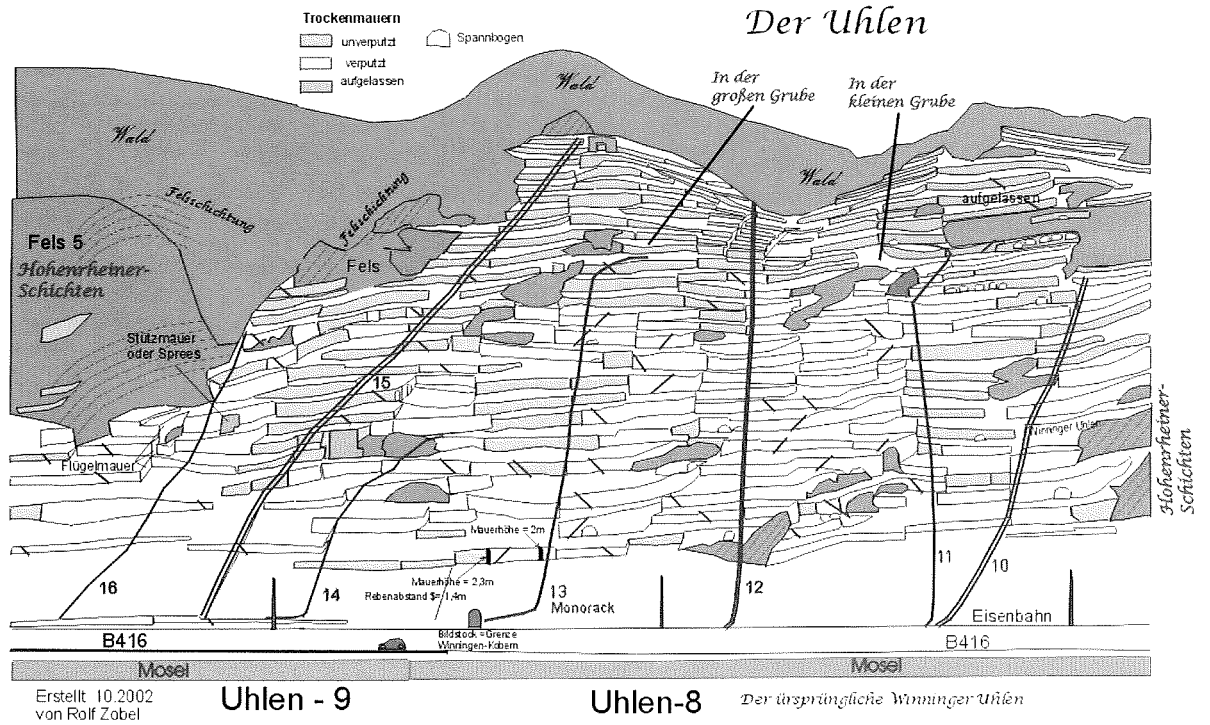 Der Uhlen
Trockenmauern
unverputzt
Spannbogen
verputzt
aufgelassen
Wald
In der
großen Grube
In der
kleinen Grube
Wald
Wald
Wald
Felsschichtung
Felsschichtung
aufgelassen
Fels 5
Hohenrheiner-
Schichten
Fels
Stützmauer
oder Sprees
15
Winninger Uhlen
Hohenrheiner-
Schichten
Flügelmauer
Mauerhöhe = 2m
Mauerhöhe = 2,3m
Rebenabstand $= 1,4m
16
14
13
Monorack
12
11
10
Eisenbahn
Bildstock =Grenze
Winningen-Kobern
B416
B416
Mosel
Mosel
Erstellt 10.2002
von Rolf Zobel
Uhlen - 9
Uhlen-8
Der ürsprüngliche Winninger Uhlen